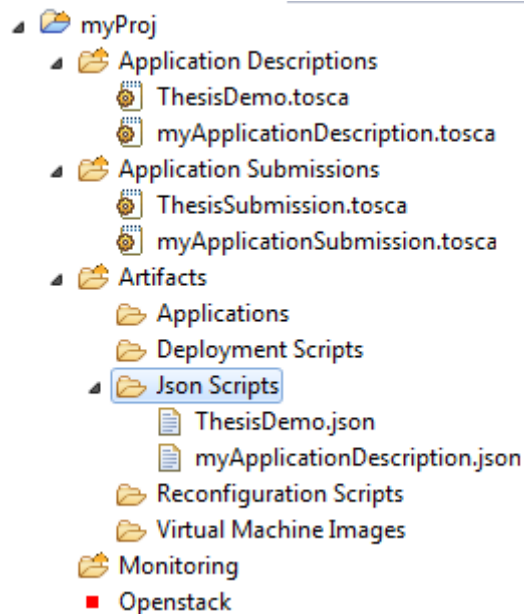 myProj
Application Descriptions
ThesisDemo.tosca
myApplicationDescription.tosca
Application Submissions
ThesisSubmission.tosca
myApplicationSubmission.tosca
Artifacts
Applications
Deployment Scripts
Json Scripts
ThesisDemo.json
myApplicationDescription.json
Reconfiguration Scripts
Virtual Machine Images
Monitoring
Openstack